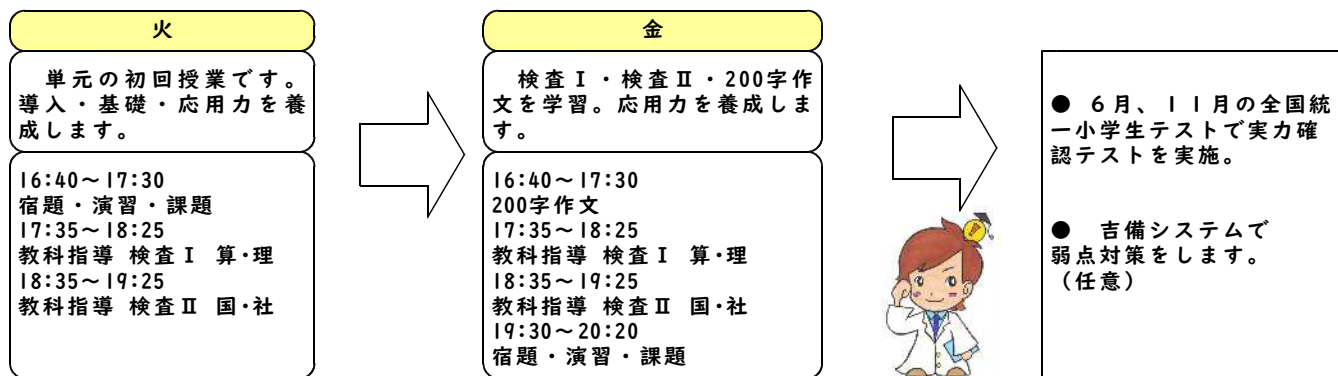 火
単元の初回授業です。
導入・基礎・応用力を養
成します。
16:40～17:30
宿題・演習・課題
17:35～18:25
教科指導 検査Ⅰ 算・理
18:35～19:25
教科指導 検査Ⅱ 国・社
金
検査Ⅰ・検査Ⅱ・200字作
文を学習。応用力を養成しま
す。
16:40～17:30
200字作文
17:35～18:25
教科指導 検査Ⅰ 算・理
18:35～19:25
教科指導 検査Ⅱ 国・社
19:30～20:20
宿題・演習・課題
● 6月、11月の全国統
一小学生テストで実力確
認テストを実施。
● 吉備システムで
弱点対策をします。
（任意）